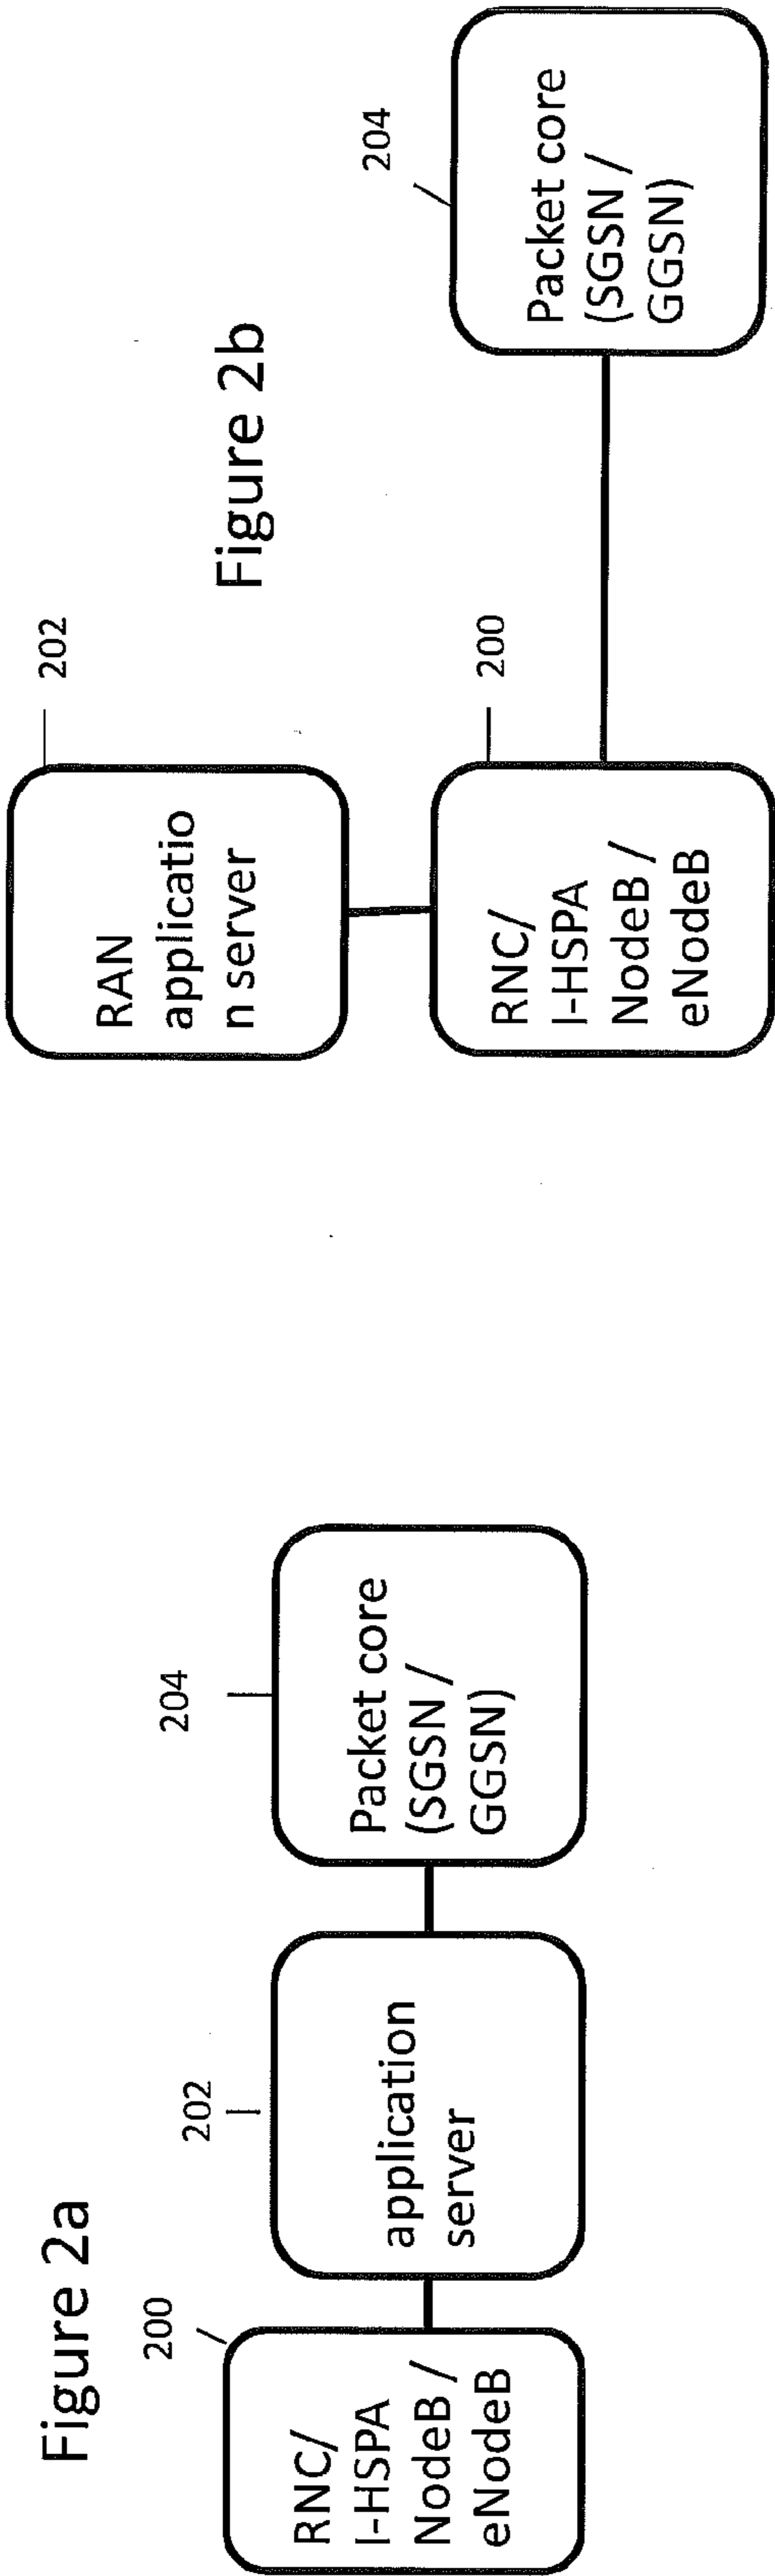 Figure 2a
200
RNC/
I-HSPA
NodeB /
eNodeB
202
application
server
204
Packet core
(SGSN /
GGSN)
Figure 2b
202
RAN
applicatio
n server
200
RNC/
I-HSPA
NodeB /
eNodeB
204
Packet core
(SGSN /
GGSN)